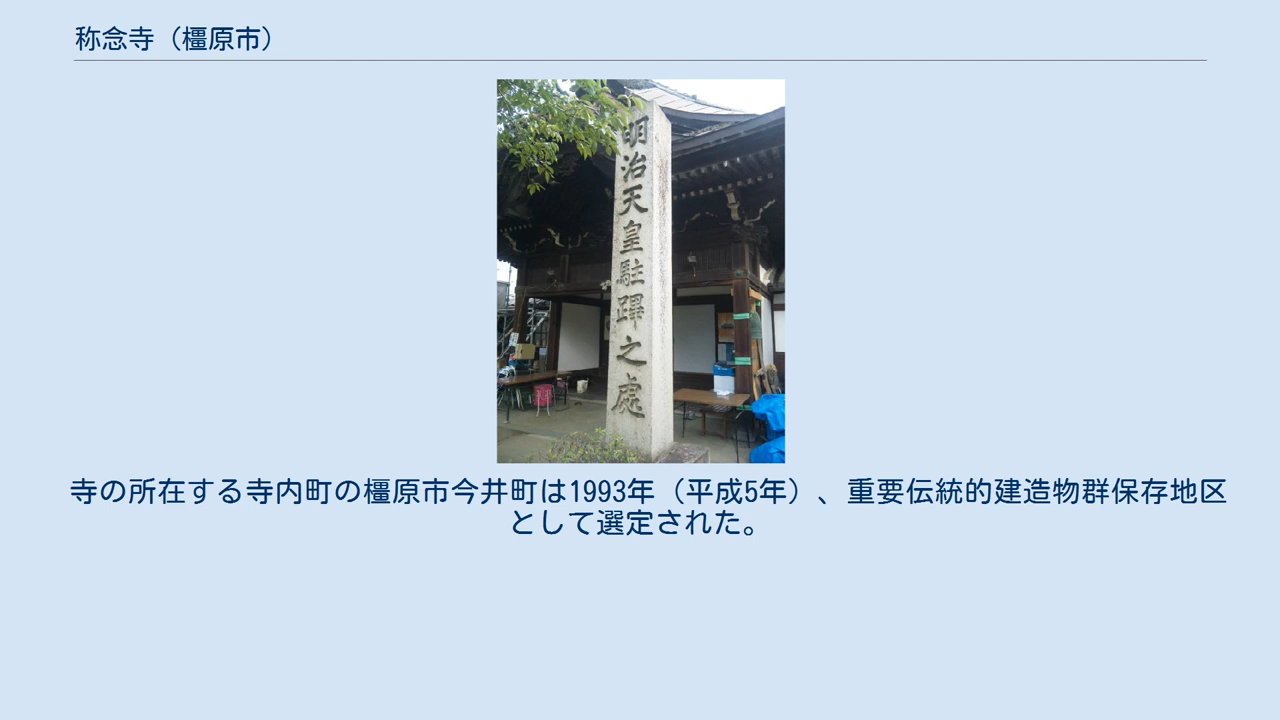 称念寺（橿原市）
明治天皇駐蹕之處
寺の所在する寺内町の橿原市今井町は1993年（平成5年）、重要伝統的建造物群保存地区
として選定された。